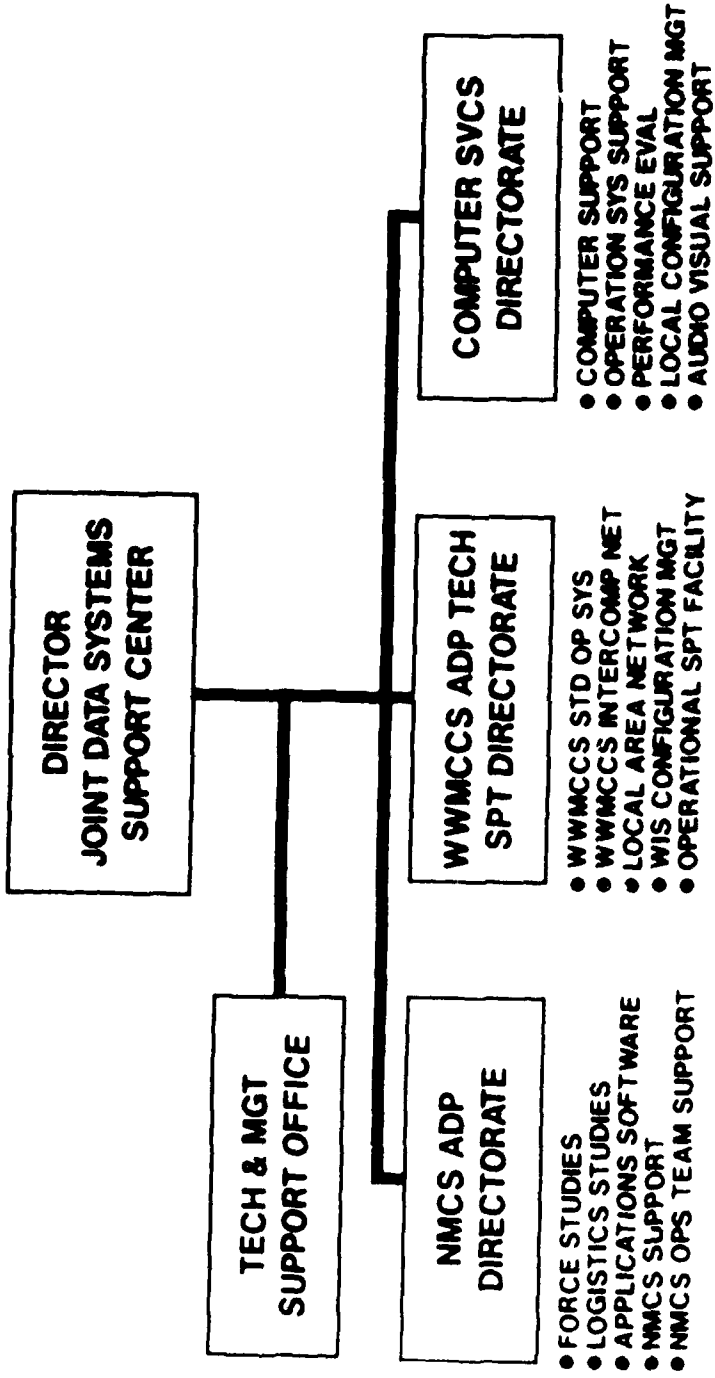 DIRECTOR
JOINT DATA SYSTEMS
SUPPORT CENTER
TECH & MGT
SUPPORT OFFICE
NMCS ADP
DIRECTORATE
● FORCE STUDIES
● LOGISTICS STUDIES
● APPLICATIONS SOFTWARE
● NMCS SUPPORT
● NMCS OPS TEAM SUPPORT
WWMCCS ADP TECH
SPT DIRECTORATE
● WWMCCS STD OP SYS
● WWMCCS INTERCOMP NET
● LOCAL AREA NETWORK
● WIS CONFIGURATION MGT
● OPERATIONAL SPT FACILITY
COMPUTER SVCS
DIRECTORATE
● COMPUTER SUPPORT
● OPERATION SYS SUPPORT
● PERFORMANCE EVAL
● LOCAL CONFIGURATION MGT
● AUDIO VISUAL SUPPORT